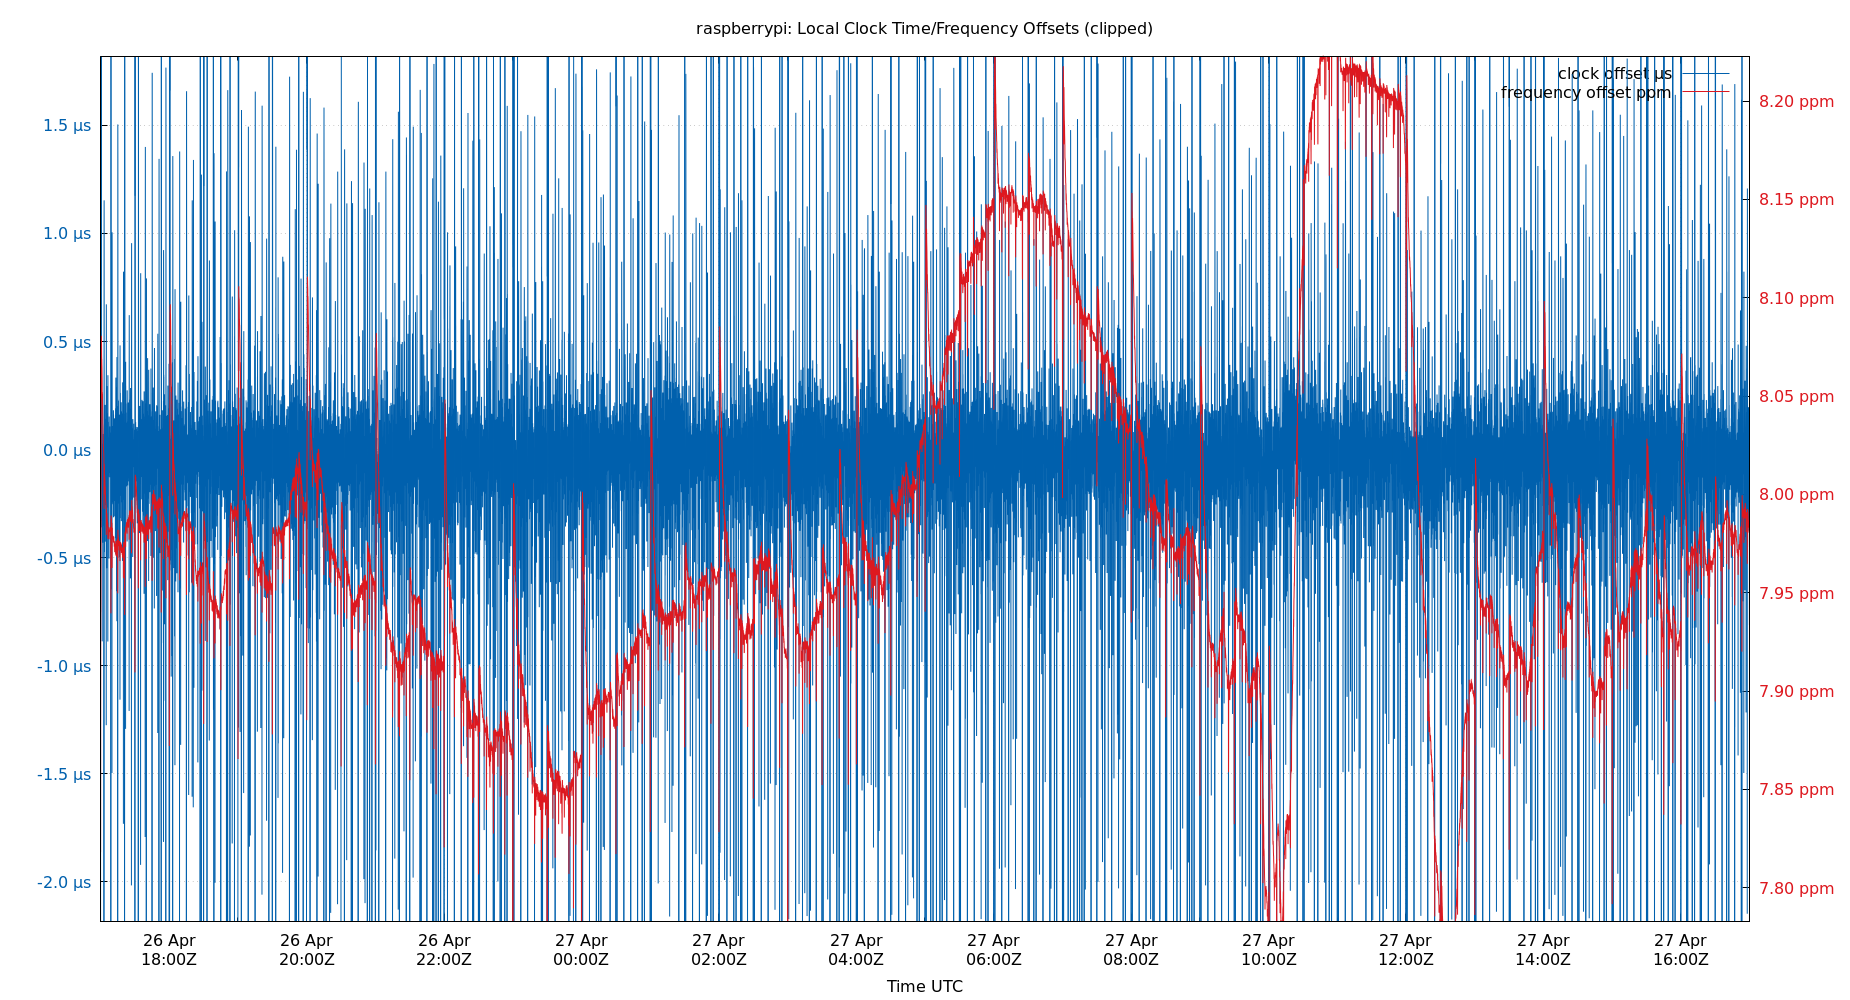 raspberrypi: Local Clock Time/Frequency Offsets (clipped)
clock offset µs
frequency offset ppm
1.5 µs
1.0 µs
0.5 µs
0.0 µs
-0.5 µs
-1.0 µs
-1.5 µs
-2.0 µs
8.20 ppm
8.15 ppm
8.10 ppm
8.05 ppm
8.00 ppm
7.95 ppm
7.90 ppm
7.85 ppm
7.80 ppm
26 Apr
18:00Z
26 Apr
20:00Z
26 Apr
22:00Z
27 Apr
00:00Z
27 Apr
02:00Z
27 Apr
04:00Z
27 Apr
06:00Z
27 Apr
08:00Z
27 Apr
10:00Z
27 Apr
12:00Z
27 Apr
14:00Z
27 Apr
16:00Z
Time UTC